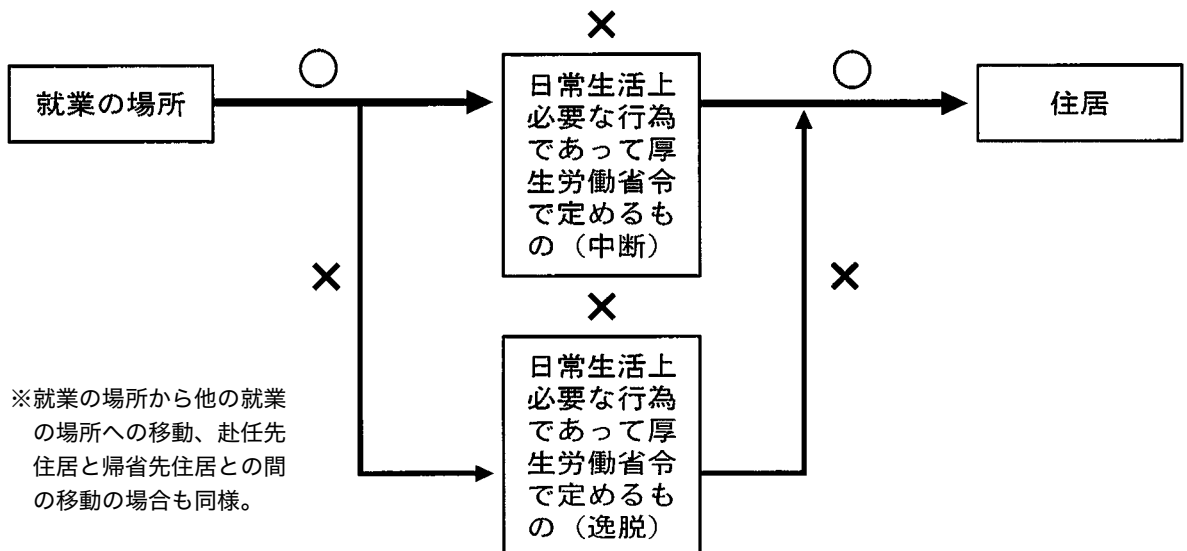 ×
○
○
就業の場所
日常生活上
必要な行為
であって厚
生労働省令
で定めるも
の（中断）
住居
×
×
×
日常生活上
必要な行為
であって厚
生労働省令
で定めるも
の（逸脱）
※就業の場所から他の就業
の場所への移動、赴任先
住居と帰省先住居との間
の移動の場合も同様。